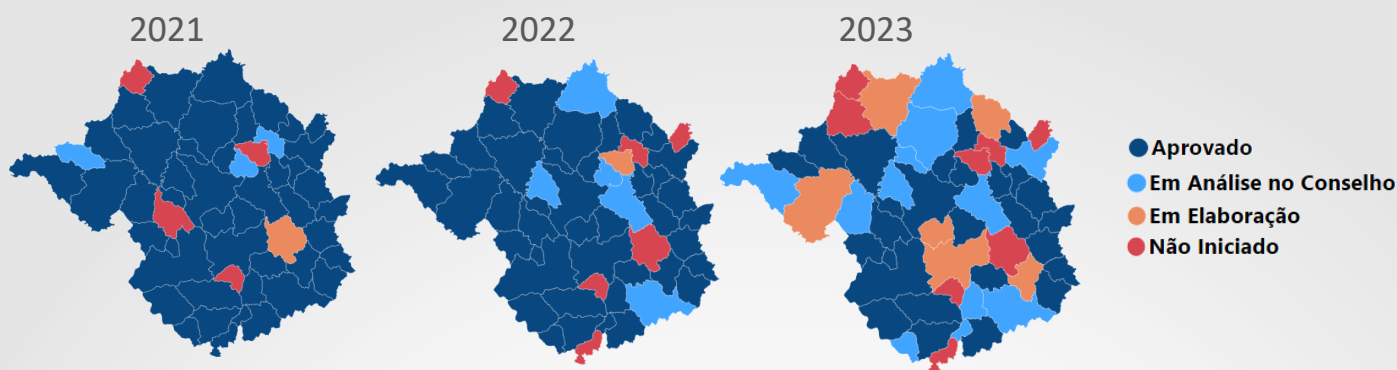 2021
2022
2023
Aprovado
Em Análise no Conselho
Em Elaboração
Não Iniciado